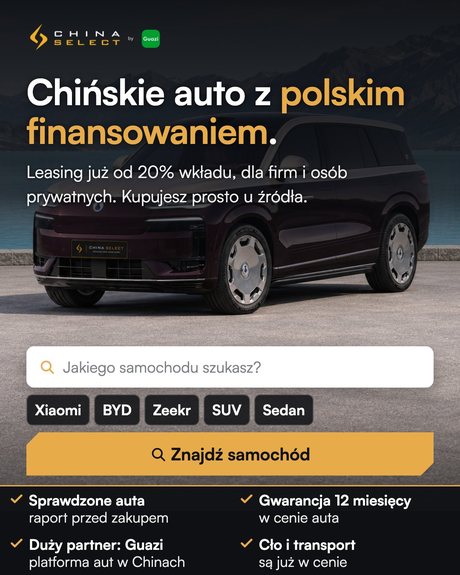 CHINA
SELECT by Guazi
Chińskie auto z polskim
finansowaniem.
Leasing już od 20% wkładu, dla firm i osób
prywatnych. Kupujesz prosto u źródła.
CHINA SELECT
Jakiego samochodu szukasz?
Xiaomi BYD Zeekr SUV Sedan
Znajdź samochód
Sprawdzone auta
raport przed zakupem
Gwarancja 12 miesięcy
w cenie auta
Duży partner: Guazi
platforma aut w Chinach
Cło i transport
są już w cenie